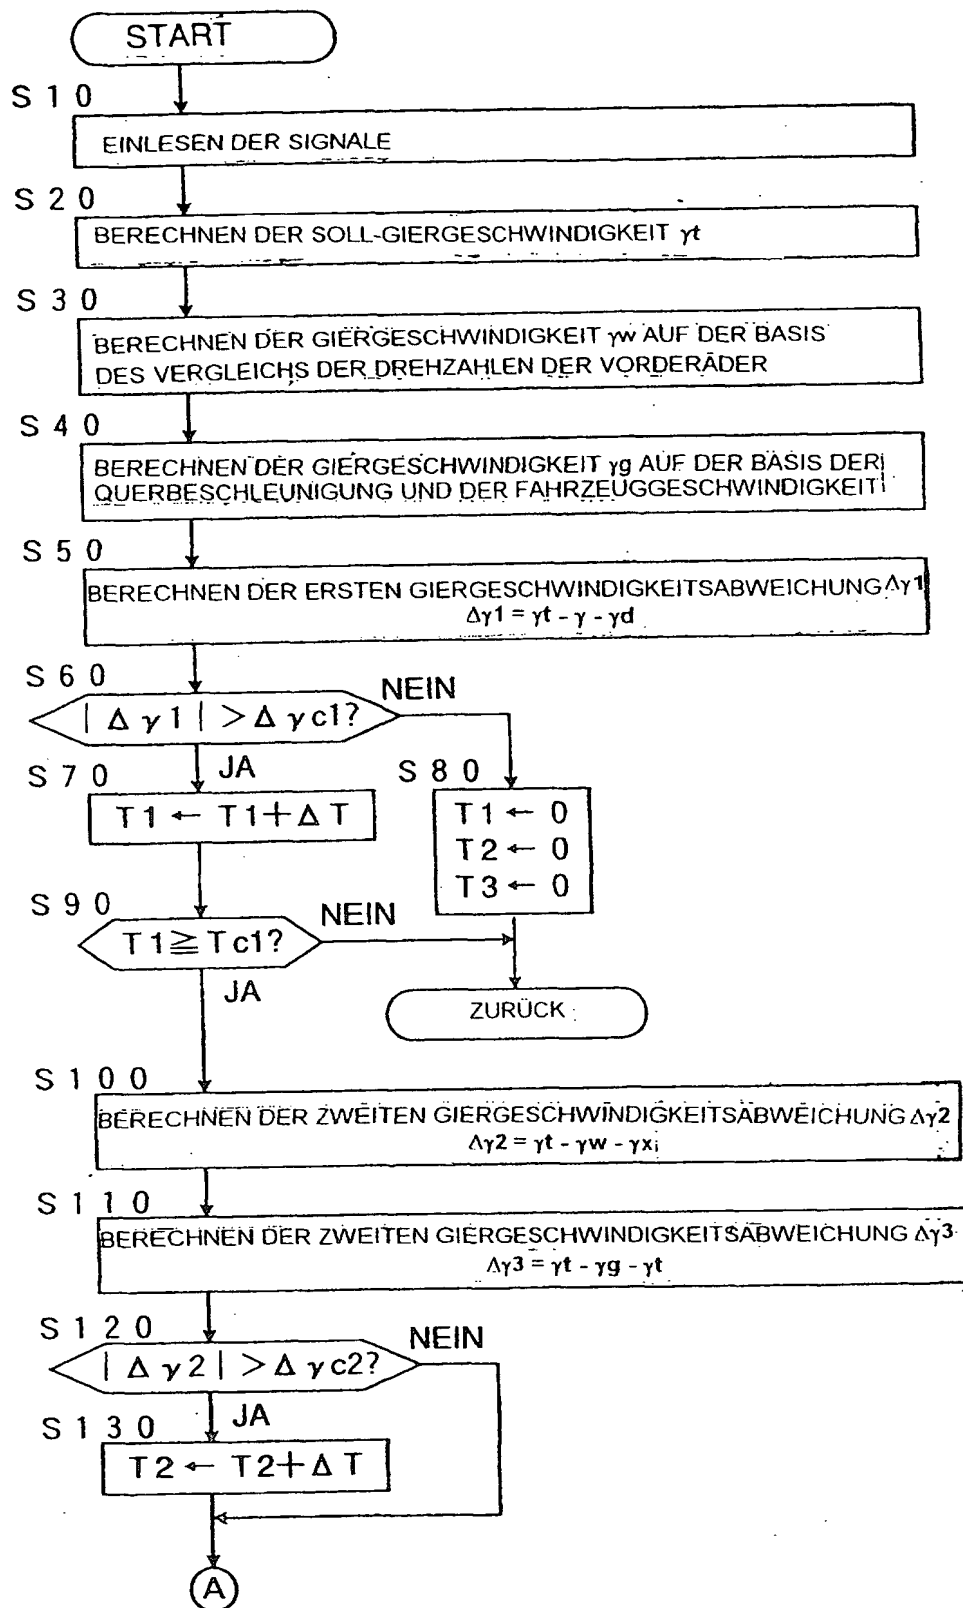 START
S 1 0
EINLESEN DER SIGNALE
S 2 0
BERECHNEN DER SOLL-GIERGESCHWINDIGKEIT γt
S 3 0
BERECHNEN DER GIERGESCHWINDIGKEIT γw AUF DER BASIS
DES VERGLEICHS DER DREHZAHLEN DER VORDERÄDER
S 4 0
BERECHNEN DER GIERGESCHWINDIGKEIT γg AUF DER BASIS DER
QUERBESCHLEUNIGUNG UND DER FAHRZEUGGESCHWINDIGKEIT
S 5 0
BERECHNEN DER ERSTEN GIERGESCHWINDIGKEITSABWEICHUNG Δγ1
Δγ1 = γt - γ - γd
S 6 0
| Δ γ 1 | > Δ γ c1?
NEIN
JA
S 7 0
T1 ← T1+Δ T
S 8 0
T1 ← 0
T2 ← 0
T3 ← 0
S 9 0
T1≧Tc1?
NEIN
JA
ZURÜCK
S 1 0 0
BERECHNEN DER ZWEITEN GIERGESCHWINDIGKEITSABWEICHUNG Δγ2
Δγ2 = γt - γw - γxi
S 1 1 0
BERECHNEN DER ZWEITEN GIERGESCHWINDIGKEITSABWEICHUNG Δγ3
Δγ3 = γt - γg - γt
S 1 2 0
| Δ γ 2 | > Δ γ c2?
NEIN
JA
S 1 3 0
T2 ← T2+Δ T
A